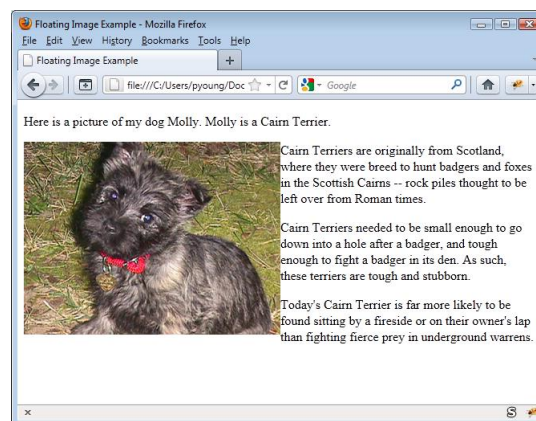 Floating Image Example - Mozilla Firefox
File Edit View History Bookmarks Tools Help
Floating Image Example
file:///C:/Users/pyoung/Doc
Google
Here is a picture of my dog Molly. Molly is a Cairn Terrier.
Cairn Terriers are originally from Scotland,
where they were breed to hunt badgers and foxes
in the Scottish Cairns -- rock piles thought to be
left over from Roman times.
Cairn Terriers needed to be small enough to go
down into a hole after a badger, and tough
enough to fight a badger in its den. As such,
these terriers are tough and stubborn.
Today's Cairn Terrier is far more likely to be
found sitting by a fireside or on their owner's lap
than fighting fierce prey in underground warrens.
S